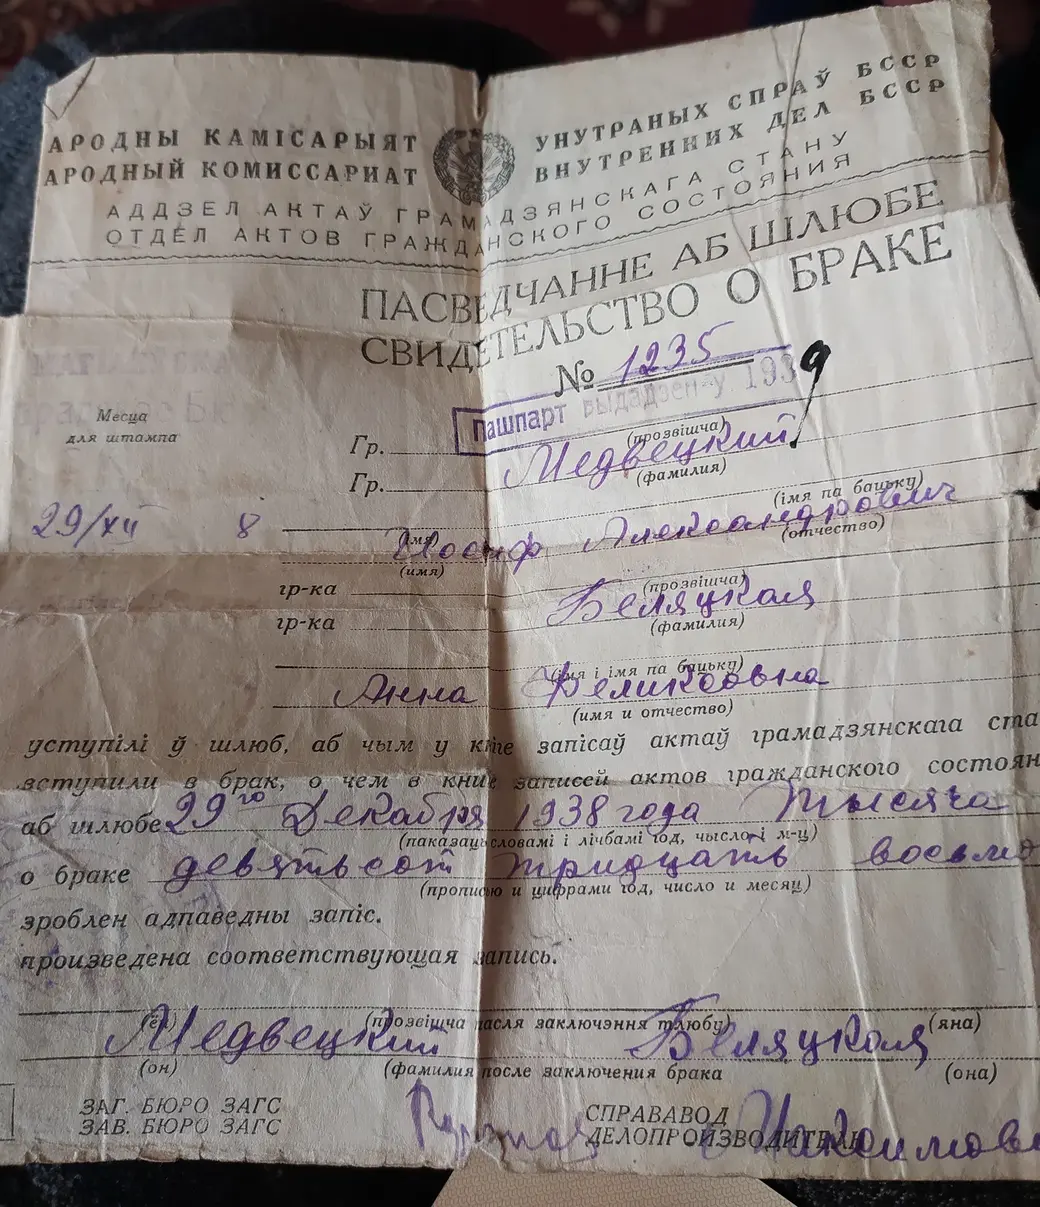 АРОДНЫ КАМІСАРЫЯТ УНУТРАНЫХ СПРАЎ БССР
АРОДНЫЙ КОМИССАРИАТ ВНУТРЕННИХ ДЕЛ БССР
АДДЗЕЛ АКТАЎ ГРАМАДЗЯНСКАГА СТАНУ
ОТДЕЛ АКТОВ ГРАЖДАНСКОГО СОСТОЯНИЯ
ПАСВЕДЧАННЕ АБ ШЛЮБЕ
СВИДЕТЕЛЬСТВО О БРАКЕ
№ 1235
Пашпарт выдадзен у 1939
Месца
для штампа
Гр.
(прозвішча)
Гр. Медвецкий
(фамилия)
(імя па бацьку)
29/XII 8
Иосиф Александрович
(имя) (отчество)
гр-ка
(прозвішча)
гр-ка Беляцкая
(фамилия)
(імя і імя па бацьку)
Анна Феликсовна
(имя и отчество)
уступілі ў шлюб, аб чым у кніге запісаў актаў грамадзянскага ста
вступили в брак, о чем в книге записей актов гражданского состоян
аб шлюбе 29го Декабря 1938 года Тысяча
(паказаць словамі і лічбамі год, чысло і м-ц)
о браке девятьсот тридцать восьмо
(прописью и цифрами год, число и месяц)
зроблен адпаведны запіс.
произведена соответствующая запись.
(ён) (прозвішча пасля заключэння шлюбу) (яна)
Медвецкий Беляцкая
(он) (фамилия после заключения брака (она)
ЗАГ. БЮРО ЗАГС СПРАВАВОД
ЗАВ. БЮРО ЗАГС ДЕЛОПРОИЗВОДИТЕЛЬ